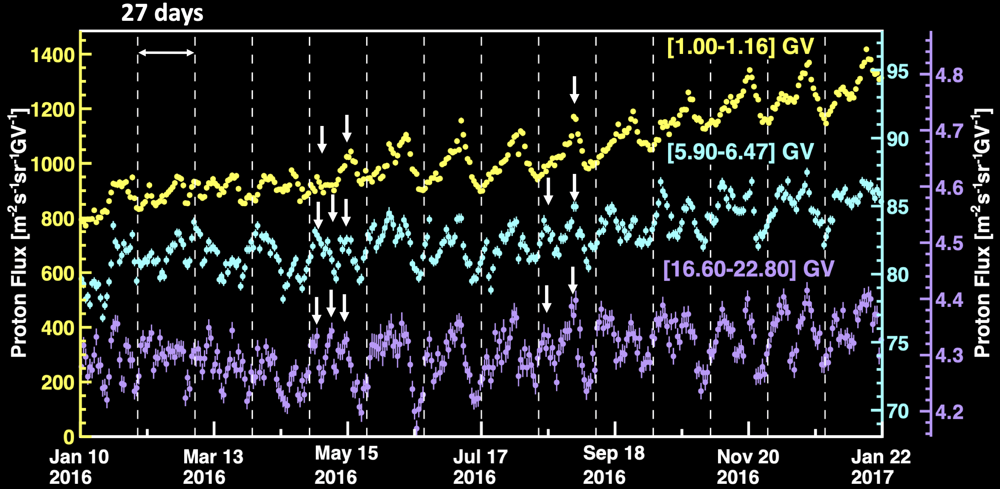 27 days
[1.00-1.16] GV
[5.90-6.47] GV
[16.60-22.80] GV
Proton Flux [m-2s-1sr-1GV-1]
1400
1200
1000
800
600
400
200
0
95
90
85
80
75
70
4.8
4.7
4.6
4.5
4.4
4.3
4.2
Proton Flux [m-2s-1sr-1GV-1]
Jan 10
2016
Mar 13
2016
May 15
2016
Jul 17
2016
Sep 18
2016
Nov 20
2016
Jan 22
2017